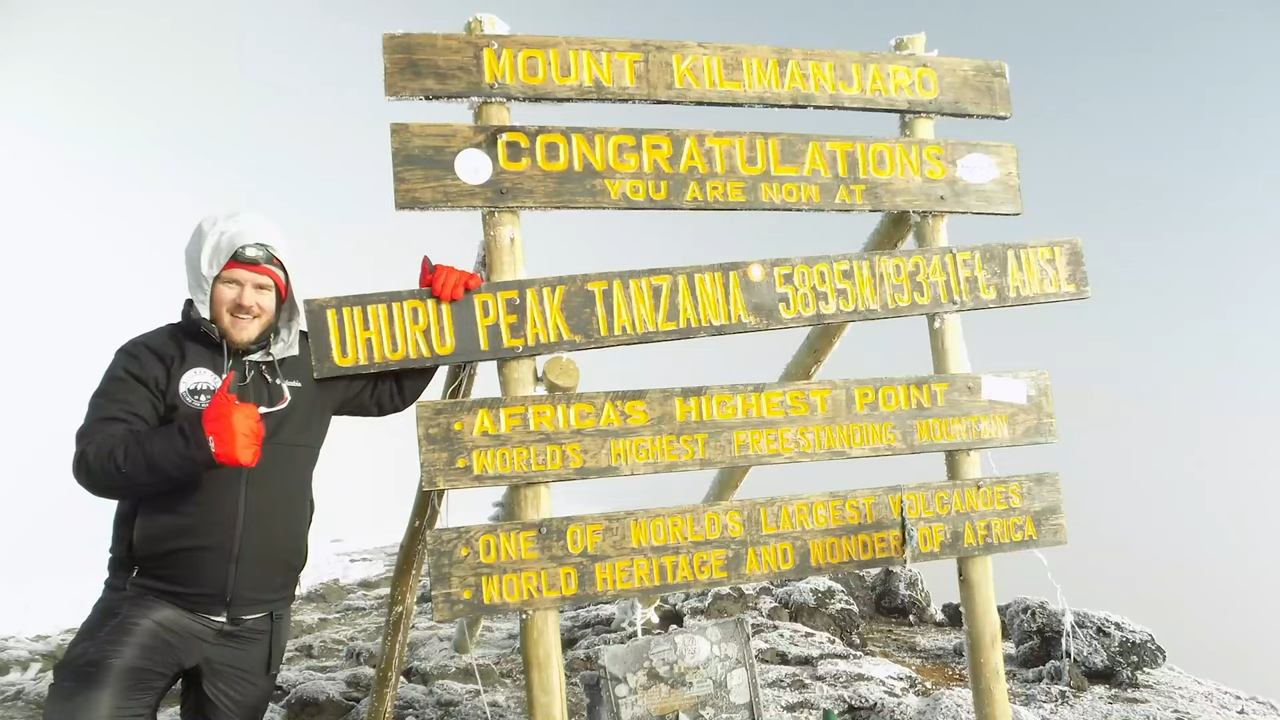 MOUNT KILIMANJARO
CONGRATULATIONS
YOU ARE NOW AT
UHURU PEAK TANZANIA 5895M/19341Ft AMSL
• AFRICA'S HIGHEST POINT
• WORLD'S HIGHEST FREE-STANDING MOUNTAIN
• ONE OF WORLD'S LARGEST VOLCANOES
• WORLD HERITAGE AND WONDER OF AFRICA
Columbia